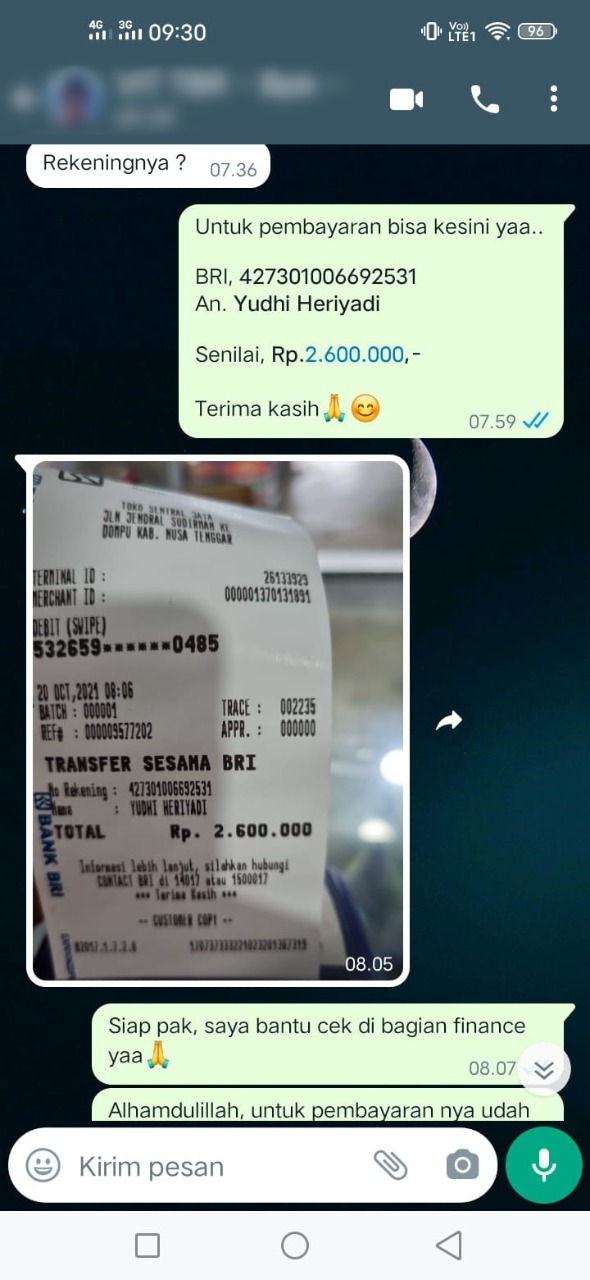 4G 3G 09:30 Vo)) LTE1 96
Rekeningnya ? 07.36
Untuk pembayaran bisa kesini yaa..
BRI, 427301006692531
An. Yudhi Heriyadi
Senilai, Rp.2.600.000,-
Terima kasih🙏😊 07.59
TOKO SENTRAL JAYA
JLN JENDRAL SUDIRMAN KE
DOMPU KAB. NUSA TENGGAR
TERMINAL ID : 26133929
MERCHANT ID : 000001370131891
DEBIT (SWIPE)
532659******0485
20 OCT,2021 08:06
BATCH : 000001 TRACE : 002235
REF# : 000009577202 APPR. : 000000
TRANSFER SESAMA BRI
No Rekening : 427301006692531
Nama : YUDHI HERIYADI
TOTAL Rp. 2.600.000
BANK BRI
Informasi lebih lanjut, silahkan hubungi
CONTACT BRI di 14017 atau 1500017
*** Terima Kasih ***
-- CUSTOMER COPY --
08.05
Siap pak, saya bantu cek di bagian finance
yaa🙏 08.07
Alhamdulillah, untuk pembayaran nya udah
Kirim pesan